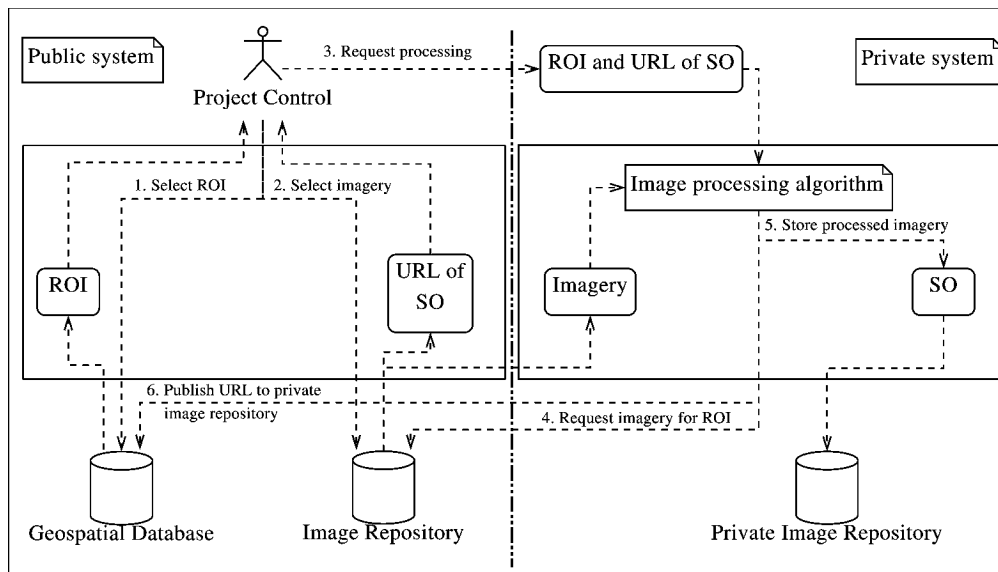 Public system
3. Request processing
ROI and URL of SO
Private system
Project Control
1. Select ROI
2. Select imagery
Image processing algorithm
5. Store processed imagery
ROI
URL of
SO
Imagery
SO
6. Publish URL to private
image repository
4. Request imagery for ROI
Geospatial Database
Image Repository
Private Image Repository